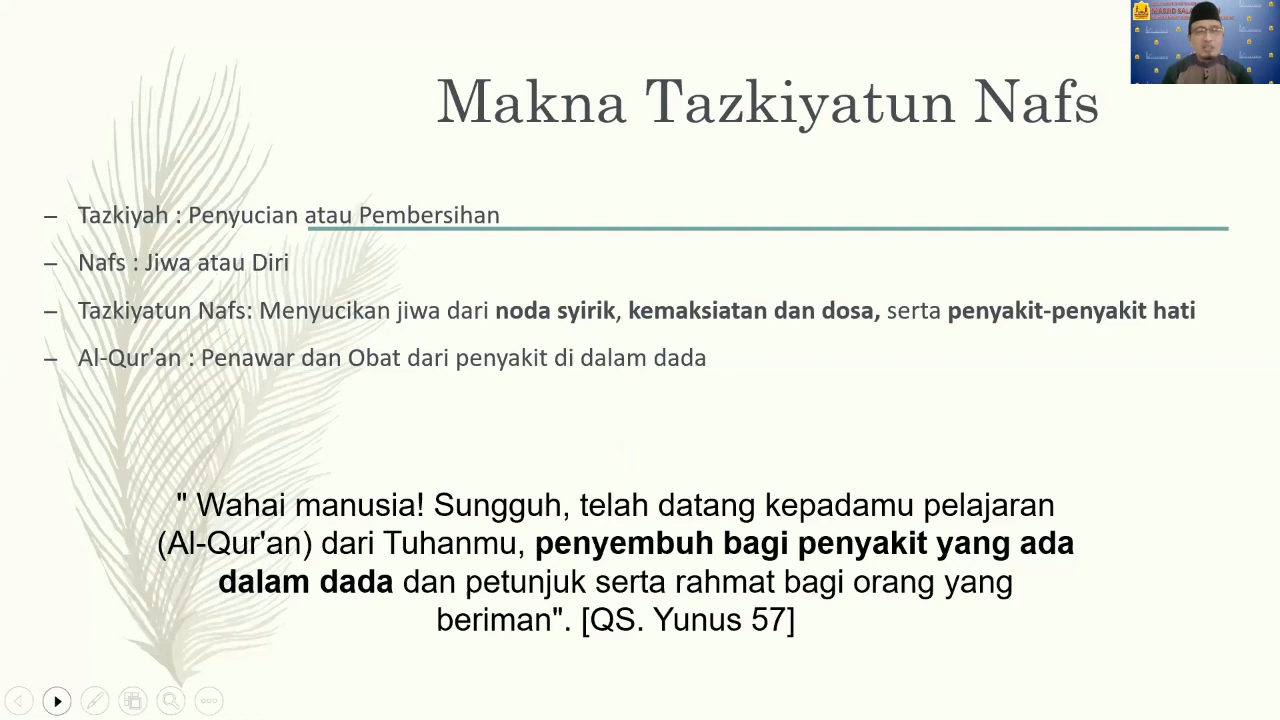 MASJID
Makna Tazkiyatun Nafs
– Tazkiyah : Penyucian atau Pembersihan
– Nafs : Jiwa atau Diri
– Tazkiyatun Nafs: Menyucikan jiwa dari noda syirik, kemaksiatan dan dosa, serta penyakit-penyakit hati
– Al-Qur'an : Penawar dan Obat dari penyakit di dalam dada
" Wahai manusia! Sungguh, telah datang kepadamu pelajaran
(Al-Qur'an) dari Tuhanmu, penyembuh bagi penyakit yang ada
dalam dada dan petunjuk serta rahmat bagi orang yang
beriman". [QS. Yunus 57]